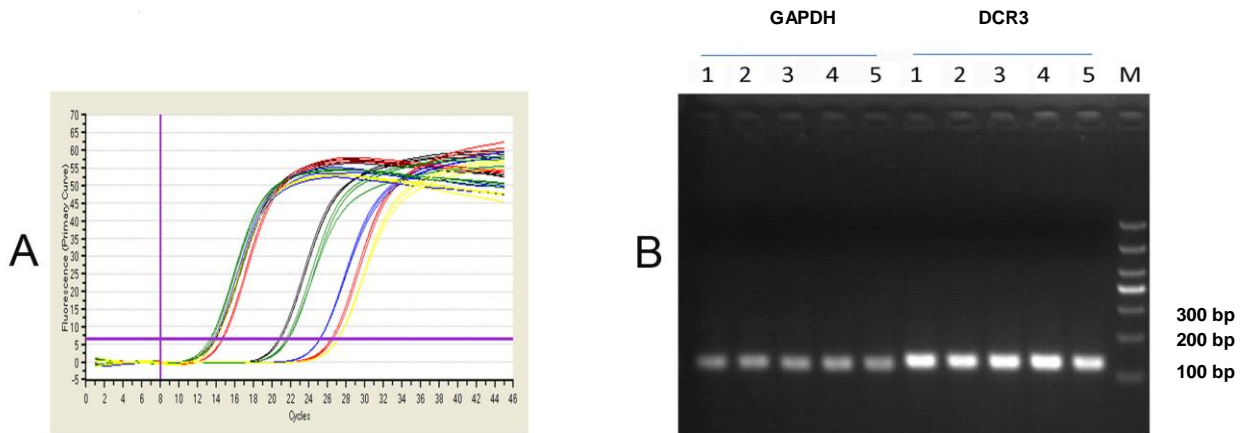 A
Fluorescence (Primary Curve)
70
65
60
55
50
45
40
35
30
25
20
15
10
5
0
-5
0 2 4 6 8 10 12 14 16 18 20 22 24 26 28 30 32 34 36 38 40 42 44 46
Cycles
B
GAPDH DCR3
1 2 3 4 5 1 2 3 4 5 M
300 bp
200 bp
100 bp